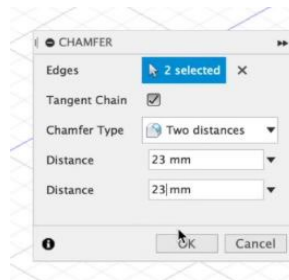 CHAMFER
Edges 2 selected
Tangent Chain
Chamfer Type Two distances
Distance 23 mm
Distance 23 mm
OK Cancel